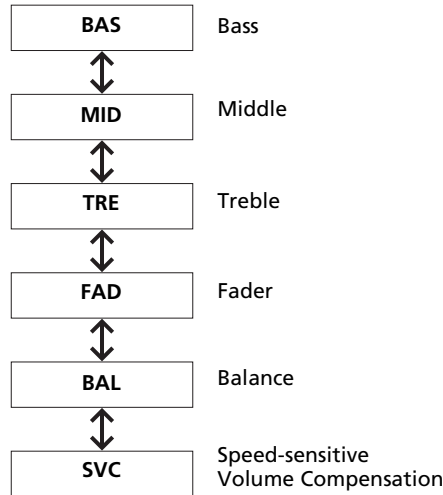 BAS Bass
MID Middle
TRE Treble
FAD Fader
BAL Balance
SVC Speed-sensitive
Volume Compensation